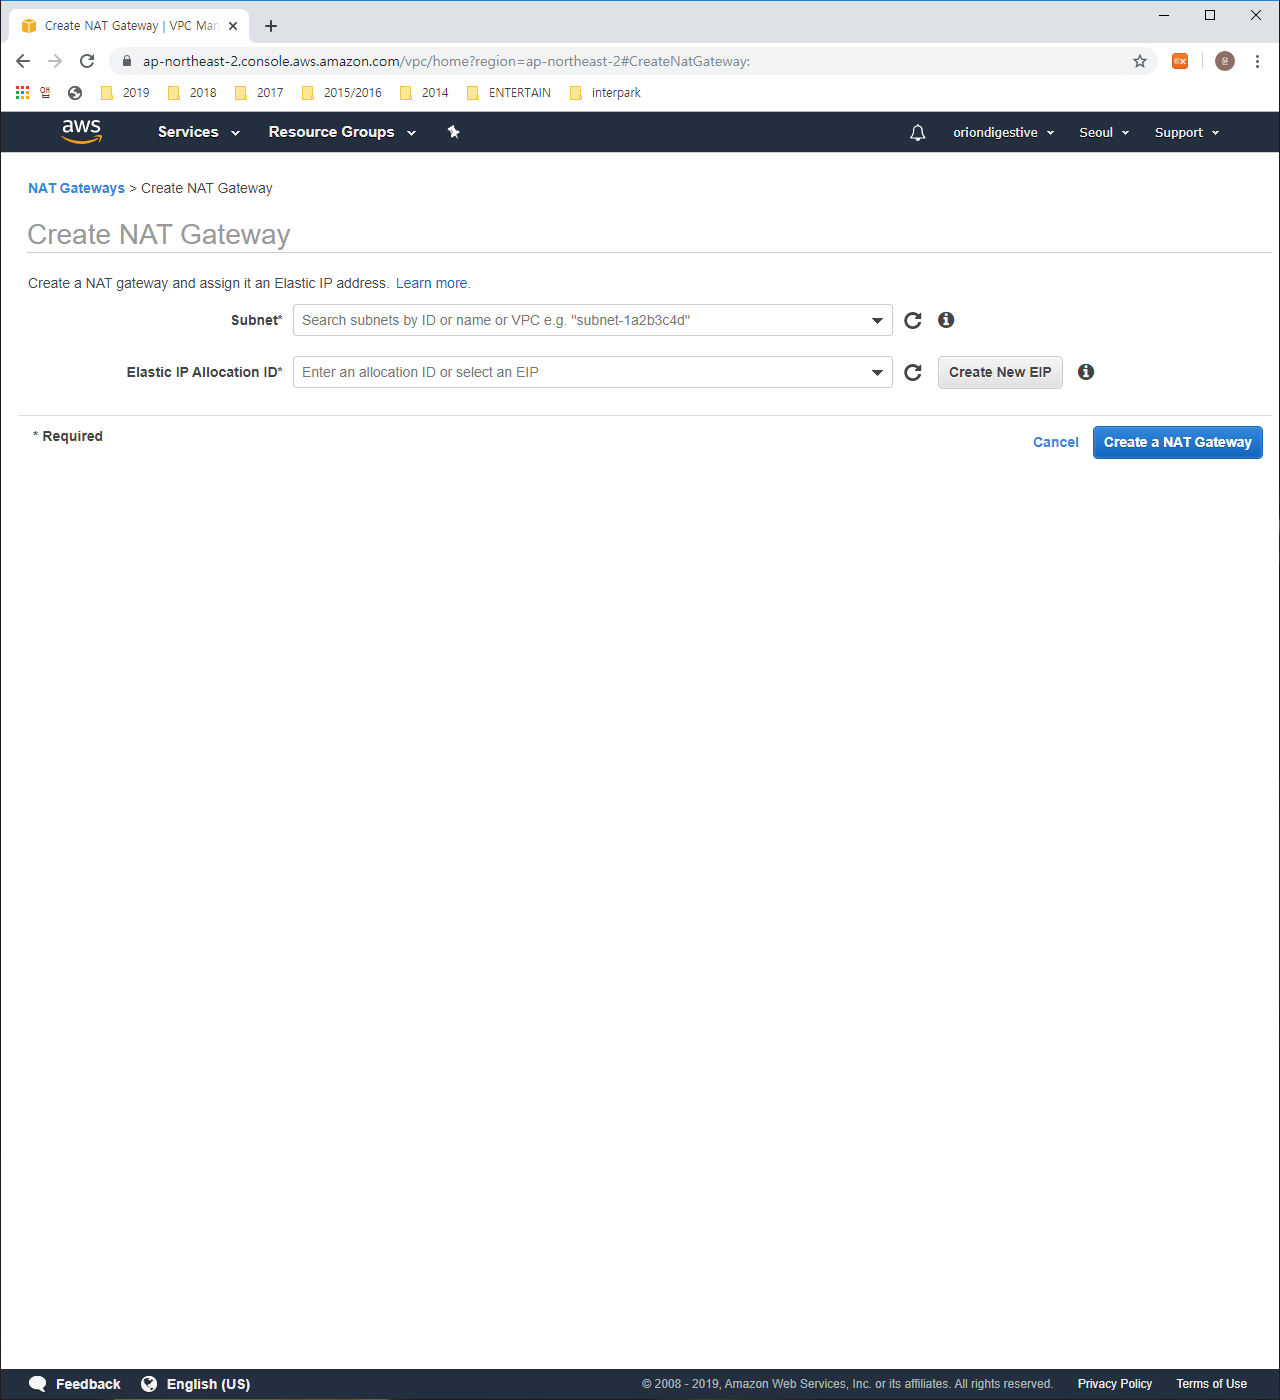 Create NAT Gateway | VPC Man
ap-northeast-2.console.aws.amazon.com/vpc/home?region=ap-northeast-2#CreateNatGateway:
2019 2018 2017 2015/2016 2014 ENTERTAIN interpark
aws Services Resource Groups oriondigestive Seoul Support
NAT Gateways > Create NAT Gateway
Create NAT Gateway
Create a NAT gateway and assign it an Elastic IP address. Learn more.
Subnet* Search subnets by ID or name or VPC e.g. "subnet-1a2b3c4d"
Elastic IP Allocation ID* Enter an allocation ID or select an EIP Create New EIP
* Required
Cancel Create a NAT Gateway
Feedback English (US) © 2008 - 2019, Amazon Web Services, Inc. or its affiliates. All rights reserved. Privacy Policy Terms of Use